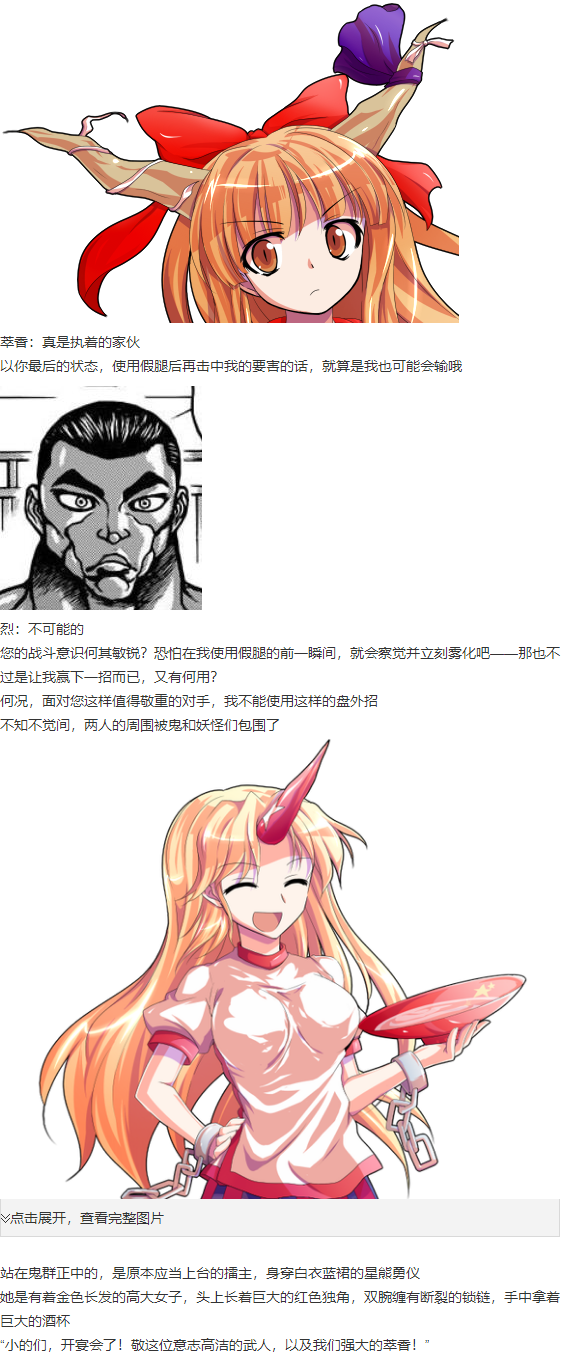 萃香：真是执着的家伙
以你最后的状态，使用假腿后再击中我的要害的话，就算是我也可能会输哦
烈：不可能的
您的战斗意识何其敏锐？恐怕在我使用假腿的前一瞬间，就会察觉并立刻雾化吧——那也不
过是让我赢下一招而已，又有何用？
何况，面对您这样值得敬重的对手，我不能使用这样的盘外招
不知不觉间，两人的周围被鬼和妖怪们包围了
点击展开，查看完整图片
站在鬼群正中的，是原本应当上台的擂主，身穿白衣蓝裙的星熊勇仪
她是有着金色长发的高大女子，头上长着巨大的红色独角，双腕缠有断裂的锁链，手中拿着
巨大的酒杯
“小的们，开宴会了！敬这位意志高洁的武人，以及我们强大的萃香！”